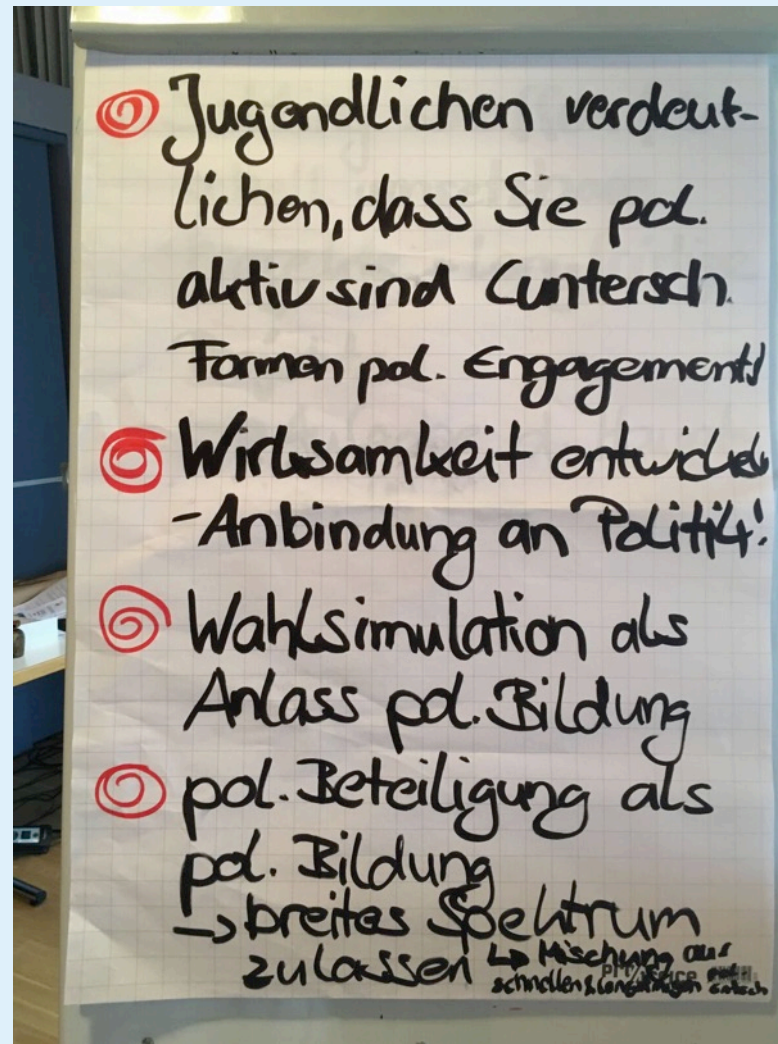 Jugendlichen verdeut-
lichen, dass Sie pol.
aktiv sind (untersch.
Formen pol. Engagements)
Wirksamkeit entwickeln
- Anbindung an Politik!
Wahlsimulation als
Anlass pol. Bildung
pol. Beteiligung als
pol. Bildung
→ breites Spektrum
zulassen ↳ Mischung aus
schnellen & langfristigen